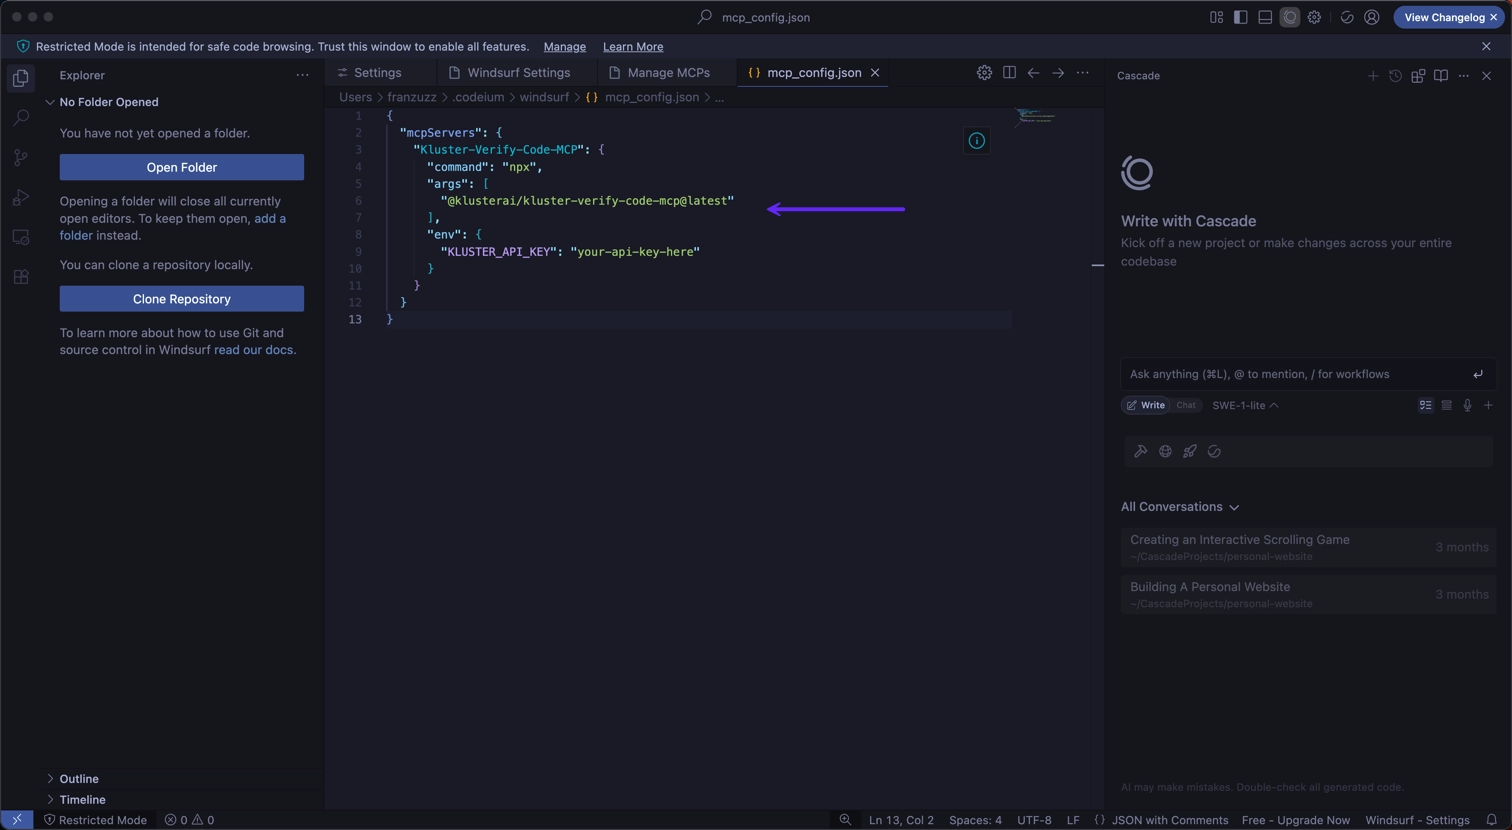 mcp_config.json
View Changelog
Restricted Mode is intended for safe code browsing. Trust this window to enable all features. Manage Learn More
Explorer
No Folder Opened
You have not yet opened a folder.
Open Folder
Opening a folder will close all currently
open editors. To keep them open, add a
folder instead.
You can clone a repository locally.
Clone Repository
To learn more about how to use Git and
source control in Windsurf read our docs.
Outline
Timeline
Settings
Windsurf Settings
Manage MCPs
{} mcp_config.json
Users > franzuzz > .codeium > windsurf > {} mcp_config.json > ...
1 {
2 "mcpServers": {
3 "Kluster-Verify-Code-MCP": {
4 "command": "npx",
5 "args": [
6 "@klusterai/kluster-verify-code-mcp@latest"
7 ],
8 "env": {
9 "KLUSTER_API_KEY": "your-api-key-here"
10 }
11 }
12 }
13 }
Cascade
Write with Cascade
Kick off a new project or make changes across your entire
codebase
Ask anything (⌘L), @ to mention, / for workflows
Write Chat SWE-1-lite
All Conversations
Creating an Interactive Scrolling Game
~/CascadeProjects/personal-website
3 months
Building A Personal Website
~/CascadeProjects/personal-website
3 months
AI may make mistakes. Double-check all generated code.
Restricted Mode 0 0
Ln 13, Col 2 Spaces: 4 UTF-8 LF {} JSON with Comments Free - Upgrade Now Windsurf - Settings